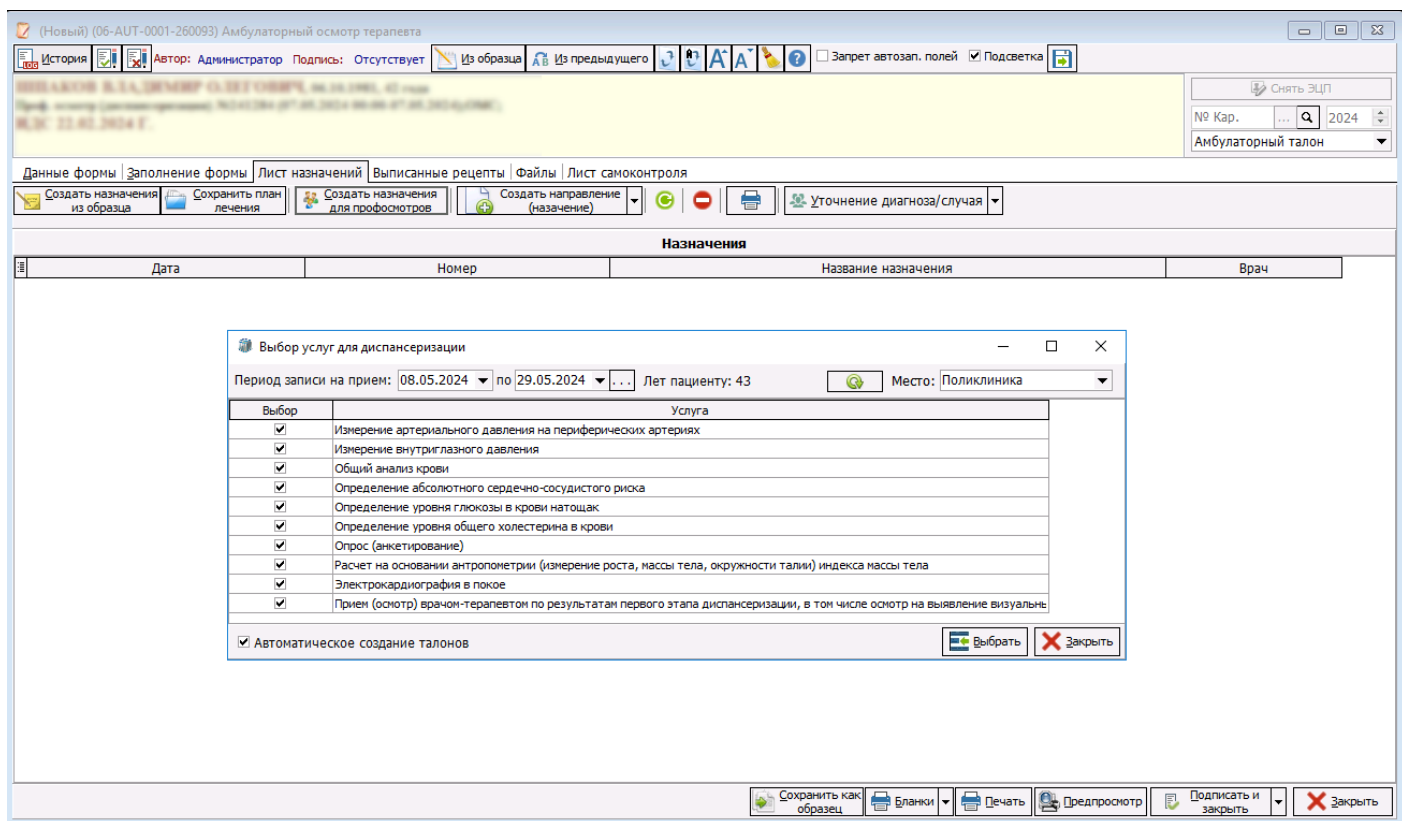 (Новый) (06-AUT-0001-260093) Амбулаторный осмотр терапевта
История Автор: Администратор Подпись: Отсутствует Из образца Из предыдущего Запрет автозап. полей Подсветка
Снять ЭЦП
№ Кар. ... 2024
Амбулаторный талон
Данные формы Заполнение формы Лист назначений Выписанные рецепты Файлы Лист самоконтроля
Создать назначения из образца Сохранить план лечения Создать назначения для профосмотров Создать направление (назачение) Уточнение диагноза/случая
Назначения
Дата Номер Название назначения Врач
Выбор услуг для диспансеризации
Период записи на прием: 08.05.2024 по 29.05.2024 ... Лет пациенту: 43 Место: Поликлиника
Выбор Услуга
Измерение артериального давления на периферических артериях
Измерение внутриглазного давления
Общий анализ крови
Определение абсолютного сердечно-сосудистого риска
Определение уровня глюкозы в крови натощак
Определение уровня общего холестерина в крови
Опрос (анкетирование)
Расчет на основании антропометрии (измерение роста, массы тела, окружности талии) индекса массы тела
Электрокардиография в покое
Прием (осмотр) врачом-терапевтом по результатам первого этапа диспансеризации, в том числе осмотр на выявление визуальнь
Автоматическое создание талонов Выбрать Закрыть
Сохранить как образец Бланки Печать Предпросмотр Подписать и закрыть Закрыть